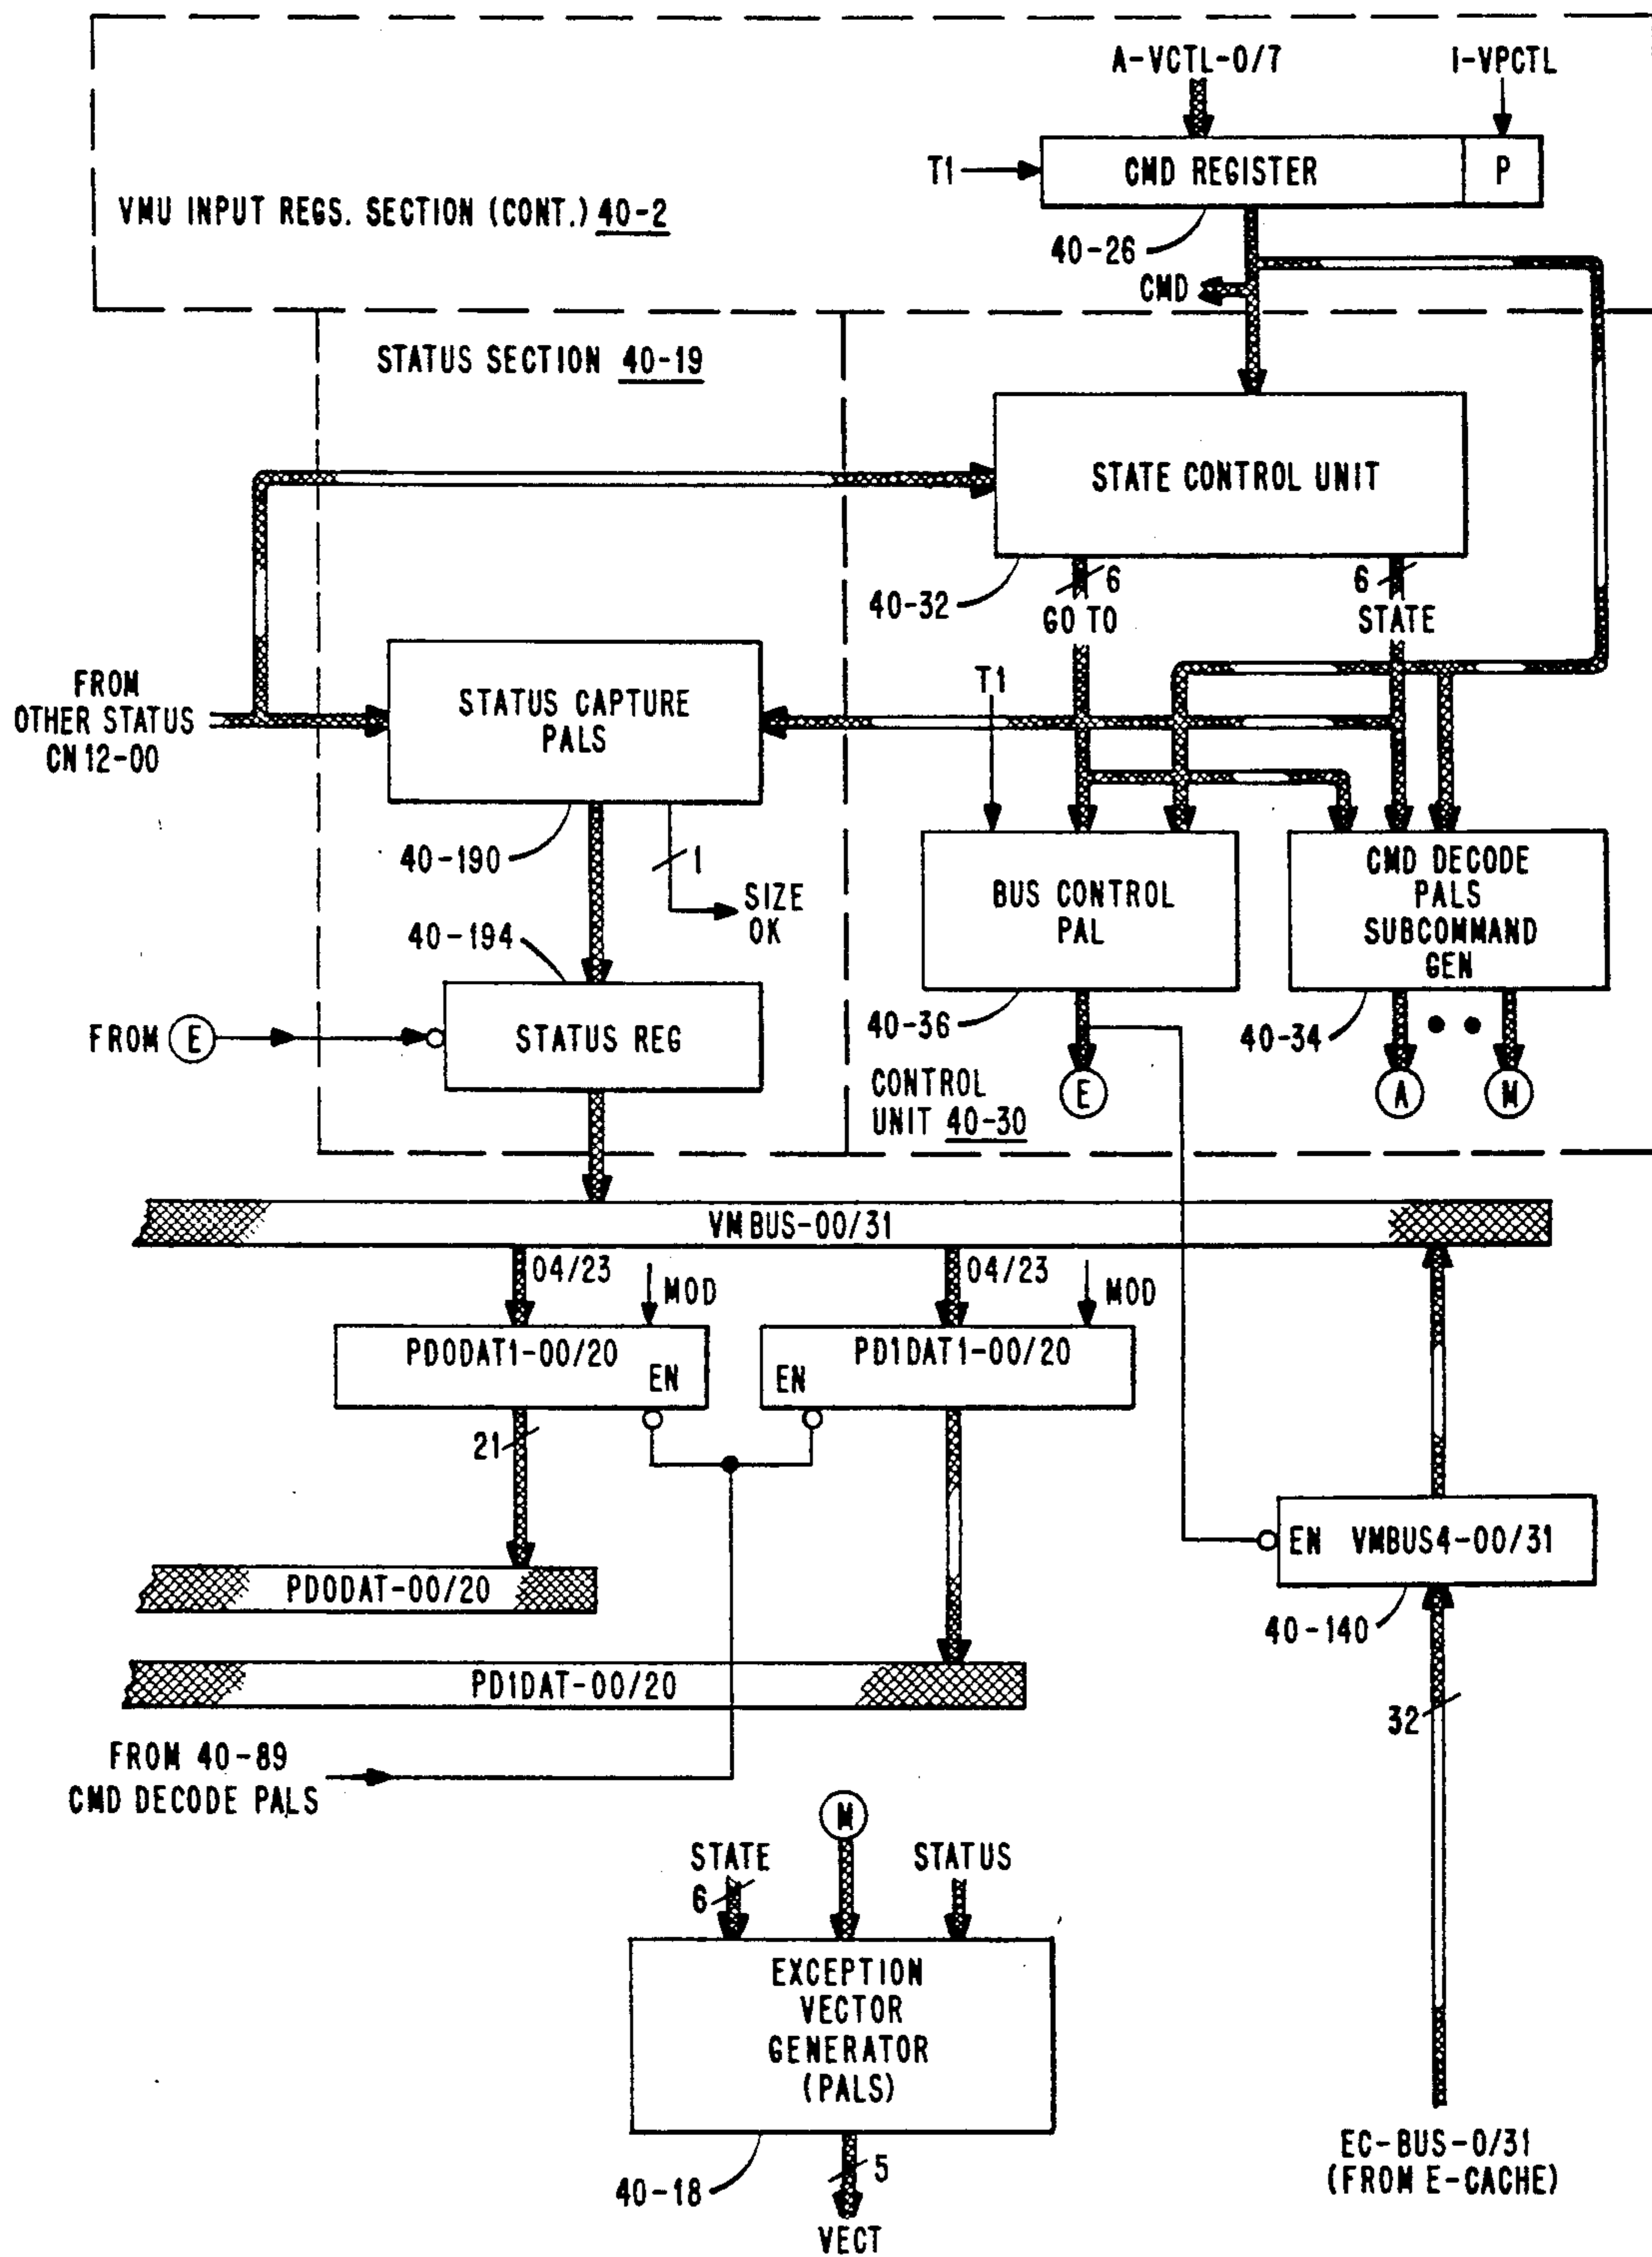 A-VCTL-0/7
I-VPCTL
T1
CMD REGISTER
P
VMU INPUT REGS. SECTION (CONT.) 40-2
40-26
CMD
STATUS SECTION 40-19
STATE CONTROL UNIT
40-32
6
GO TO
6
STATE
FROM
OTHER STATUS
CN12-00
STATUS CAPTURE
PALS
T1
40-190
1
SIZE
OK
BUS CONTROL
PAL
CMD DECODE
PALS
SUBCOMMAND
GEN
40-194
FROM E
STATUS REG
40-36
40-34
E
A
M
CONTROL
UNIT 40-30
VMBUS-00/31
04/23
MOD
04/23
MOD
PD0DAT1-00/20
EN
PD1DAT1-00/20
EN
21
EN VMBUS4-00/31
40-140
PD0DAT-00/20
PD1DAT-00/20
32
FROM 40-89
CMD DECODE PALS
M
STATE
6
STATUS
EXCEPTION
VECTOR
GENERATOR
(PALS)
40-18
5
VECT
EC-BUS-0/31
(FROM E-CACHE)